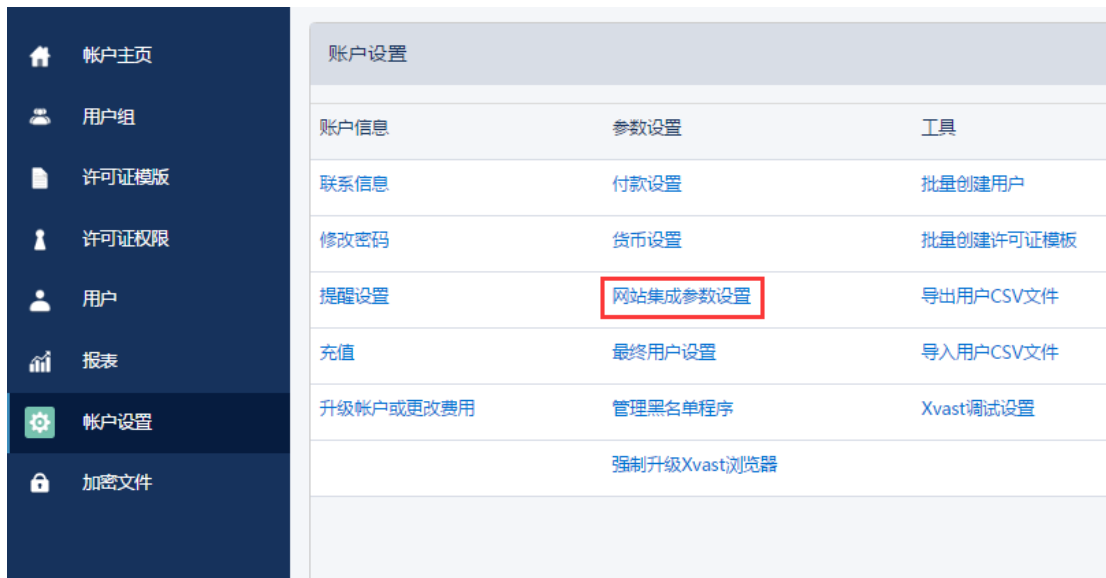 帐户主页
用户组
许可证模版
许可证权限
用户
报表
帐户设置
加密文件
账户设置
账户信息 参数设置 工具
联系信息 付款设置 批量创建用户
修改密码 货币设置 批量创建许可证模板
提醒设置 网站集成参数设置 导出用户CSV文件
充值 最终用户设置 导入用户CSV文件
升级帐户或更改费用 管理黑名单程序 Xvast调试设置
强制升级Xvast浏览器